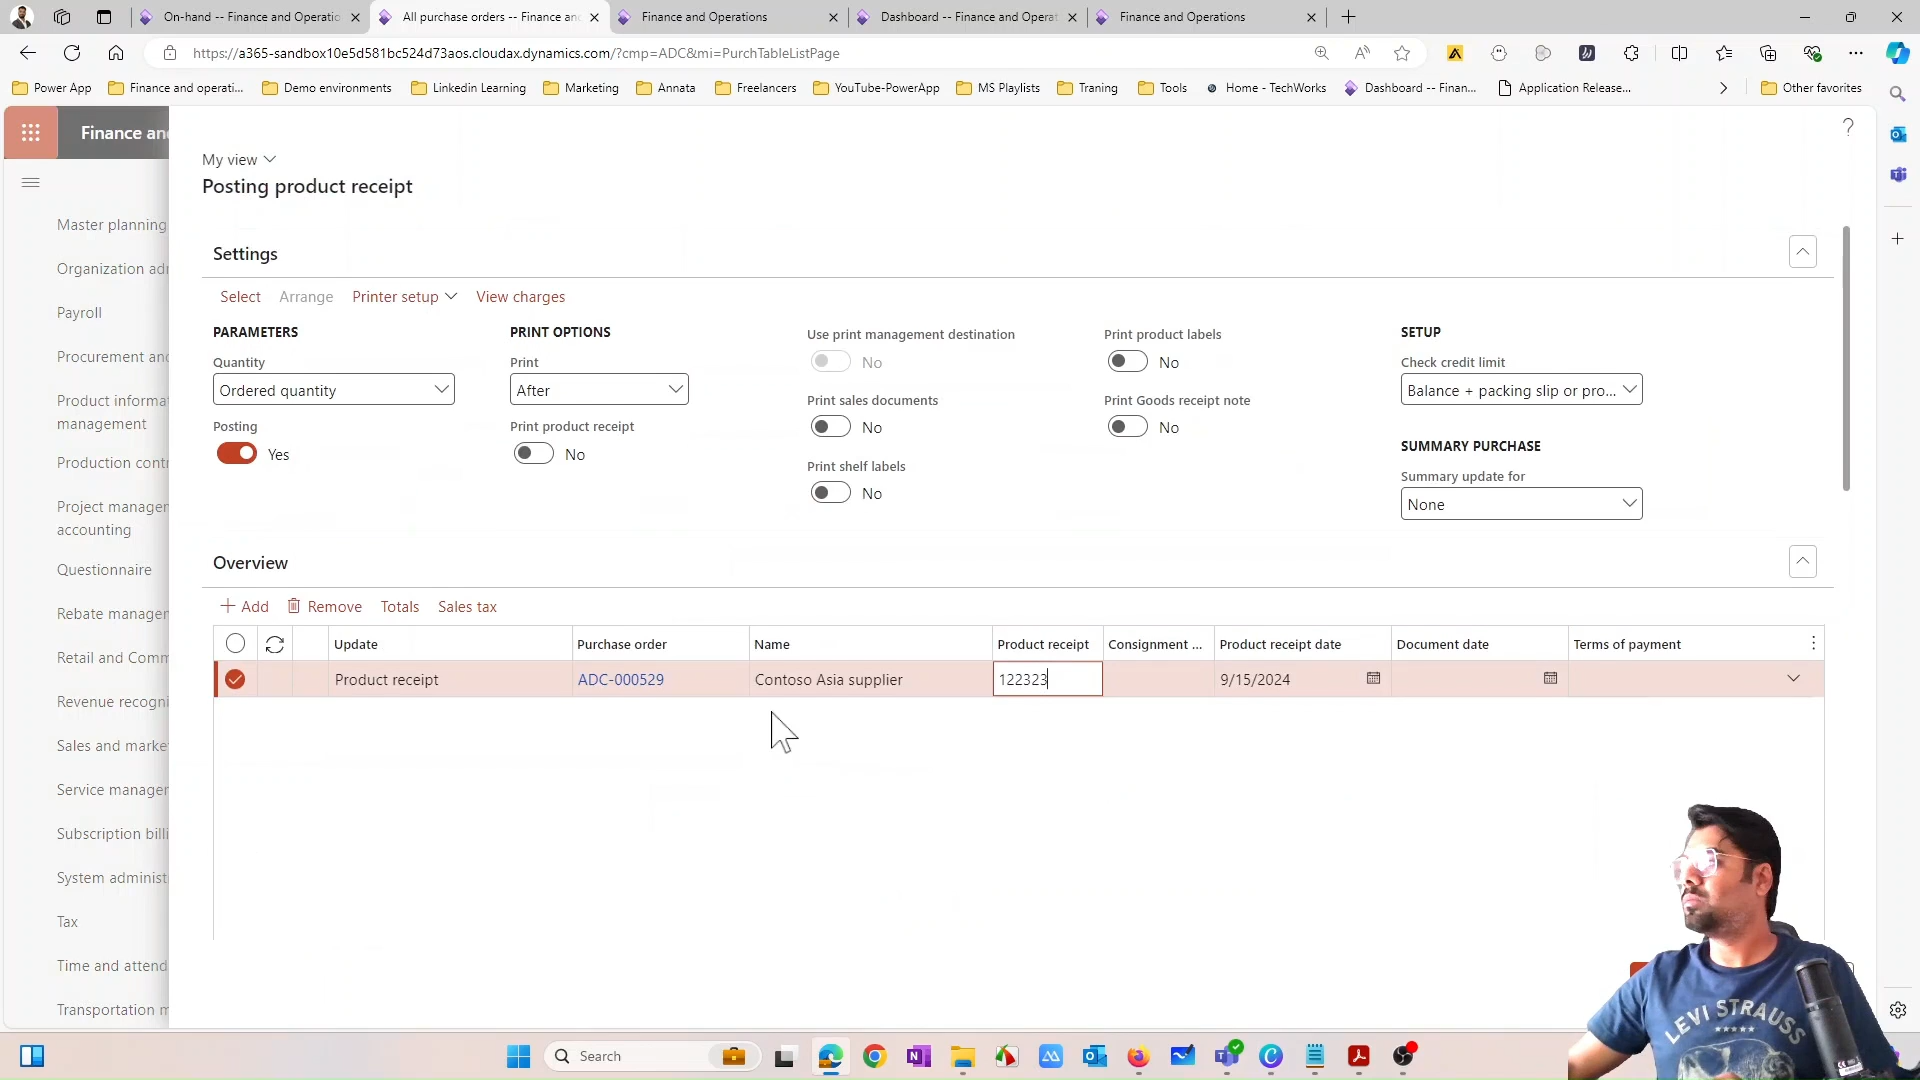 On-hand -- Finance and Operatio
All purchase orders -- Finance an
Finance and Operations
Dashboard -- Finance and Operat
Finance and Operations
https://a365-sandbox10e5d581bc524d73aos.cloudax.dynamics.com/?cmp=ADC&mi=PurchTableListPage
Power App
Finance and operati...
Demo environments
Linkedin Learning
Marketing
Annata
Freelancers
YouTube-PowerApp
MS Playlists
Traning
Tools
Home - TechWorks
Dashboard -- Finan...
Application Release...
Other favorites
Finance an
My view
Posting product receipt
Master planning
Organization ad
Payroll
Procurement an
Product informa
management
Production contr
Project manager
accounting
Questionnaire
Rebate manager
Retail and Comm
Revenue recogni
Sales and marke
Service manager
Subscription billi
System administ
Tax
Time and attend
Transportation m
Settings
Select Arrange Printer setup View charges
PARAMETERS
Quantity
Ordered quantity
Posting
Yes
PRINT OPTIONS
Print
After
Print product receipt
No
Use print management destination
No
Print sales documents
No
Print shelf labels
No
Print product labels
No
Print Goods receipt note
No
SETUP
Check credit limit
Balance + packing slip or pro...
SUMMARY PURCHASE
Summary update for
None
Overview
Add Remove Totals Sales tax
Update Purchase order Name Product receipt Consignment ... Product receipt date Document date Terms of payment
Product receipt ADC-000529 Contoso Asia supplier 122323 9/15/2024
LEVI STRAUSS
Search